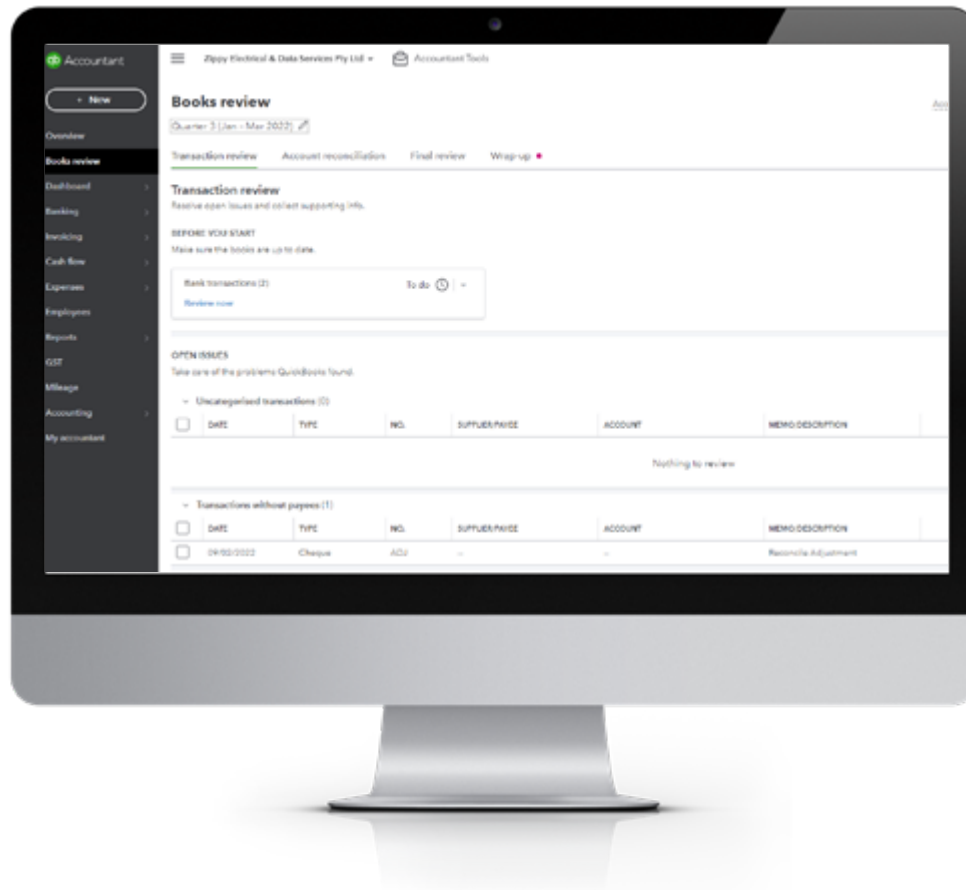 qb Accountant
+ New
Overview
Books review
Dashboard
Banking
Invoicing
Cash flow
Expenses
Employees
Reports
GST
Mileage
Accounting
My accountant
Zippy Electrical & Data Services Pty Ltd
Accountant Tools
Books review
Quarter 3 (Jan - Mar 2022)
Transaction review Account reconciliation Final review Wrap-up
Transaction review
Resolve open issues and collect supporting info.
BEFORE YOU START
Make sure the books are up to date.
Bank transactions (2) To do
Review now
OPEN ISSUES
Take care of the problems QuickBooks found.
Uncategorised transactions (0)
DATE TYPE NO. SUPPLIER/PAYEE ACCOUNT MEMO/DESCRIPTION
Nothing to review
Transactions without payees (1)
DATE TYPE NO. SUPPLIER/PAYEE ACCOUNT MEMO/DESCRIPTION
Cheque ADJ – – Reconcile Adjustment